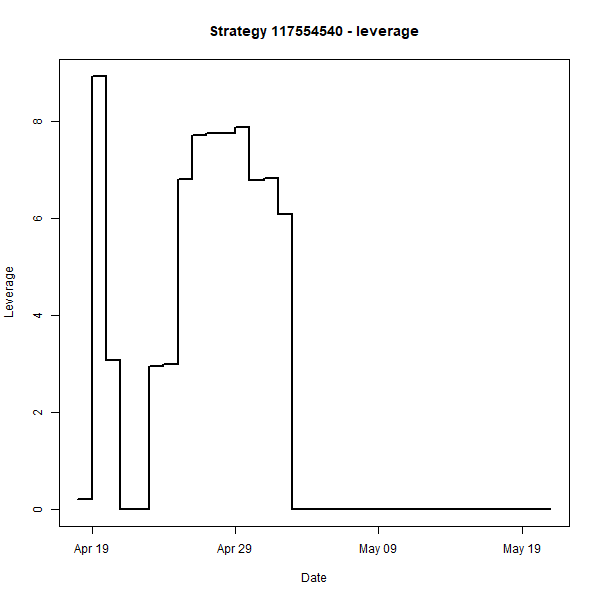 Strategy 117554540 - leverage
Leverage
8
6
4
2
0
Apr 19
Apr 29
May 09
May 19
Date